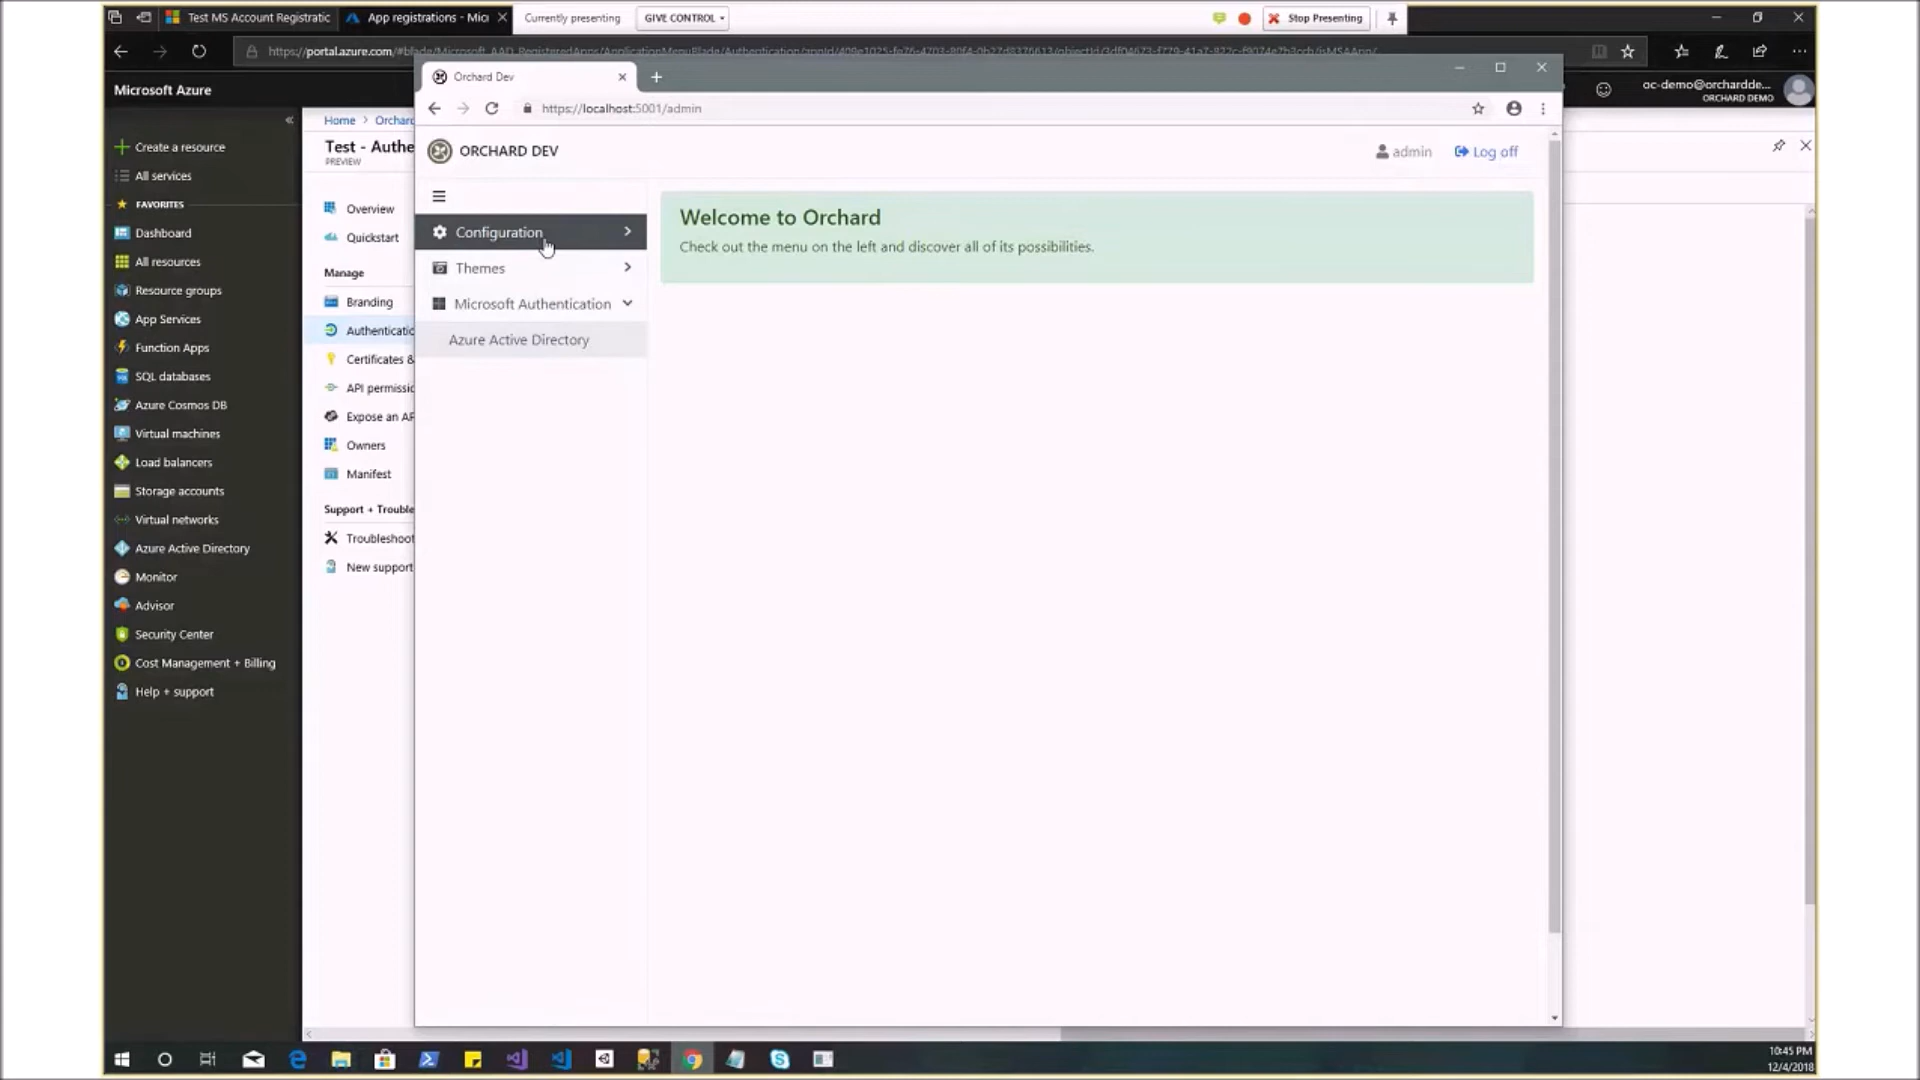 Test MS Account Registratic
App registrations - Mic
Currently presenting
GIVE CONTROL
Stop Presenting
Microsoft Azure
oc-demo@orchardde...
ORCHARD DEMO
Create a resource
All services
FAVORITES
Dashboard
All resources
Resource groups
App Services
Function Apps
SQL databases
Azure Cosmos DB
Virtual machines
Load balancers
Storage accounts
Virtual networks
Azure Active Directory
Monitor
Advisor
Security Center
Cost Management + Billing
Help + support
Home > Orchard
Test - Authe
PREVIEW
Overview
Quickstart
Manage
Branding
Authenticatio
Certificates &
API permissio
Expose an AP
Owners
Manifest
Support + Trouble
Troubleshoot
New support
Orchard Dev
https://localhost:5001/admin
ORCHARD DEV
admin
Log off
Configuration
Themes
Microsoft Authentication
Azure Active Directory
Welcome to Orchard
Check out the menu on the left and discover all of its possibilities.
10:45 PM
12/4/2018